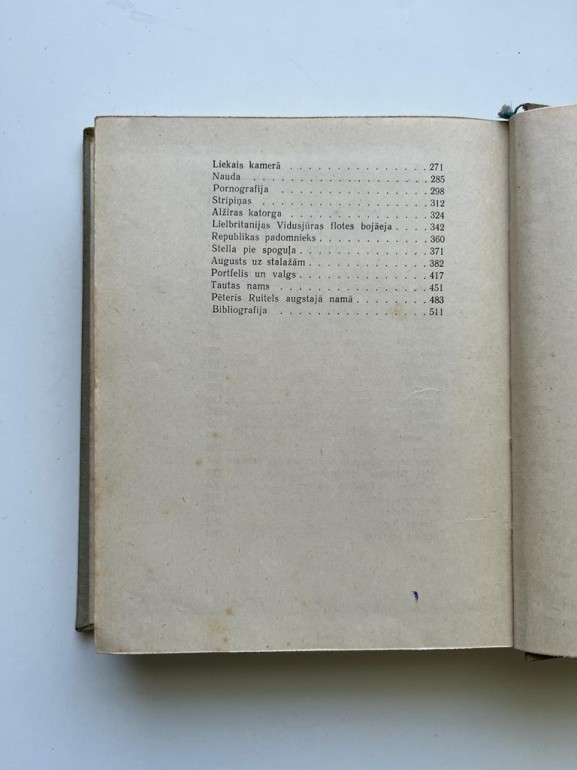 Liekais kamerā . . . . . . . . . . . . . . . 271
Nauda . . . . . . . . . . . . . . . . . . . 285
Pornografija . . . . . . . . . . . . . . . . 298
Stripiņas . . . . . . . . . . . . . . . . . 312
Alžīras katorga . . . . . . . . . . . . . . 324
Lielbritanijas Vidusjūras flotes bojāeja . . . 342
Republikas padomnieks . . . . . . . . . . . 360
Stella pie spoguļa . . . . . . . . . . . . . 371
Augusts uz stalažām . . . . . . . . . . . . 382
Portfelis un valgs . . . . . . . . . . . . . 417
Tautas nams . . . . . . . . . . . . . . . . 451
Pēteris Ruitels augstajā namā . . . . . . . . 483
Bibliografija . . . . . . . . . . . . . . . 511